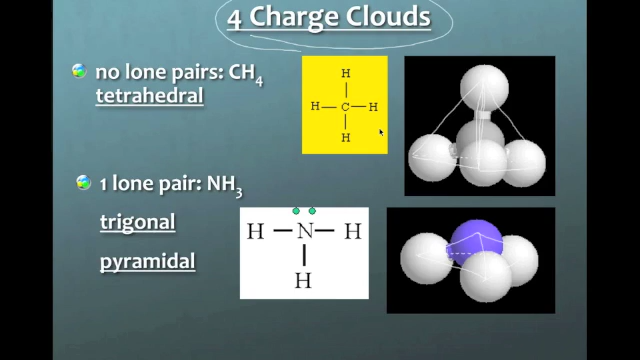 4 Charge Clouds
no lone pairs: CH₄
tetrahedral
H
H—C—H
H
1 lone pair: NH₃
trigonal
pyramidal
H—N—H
H